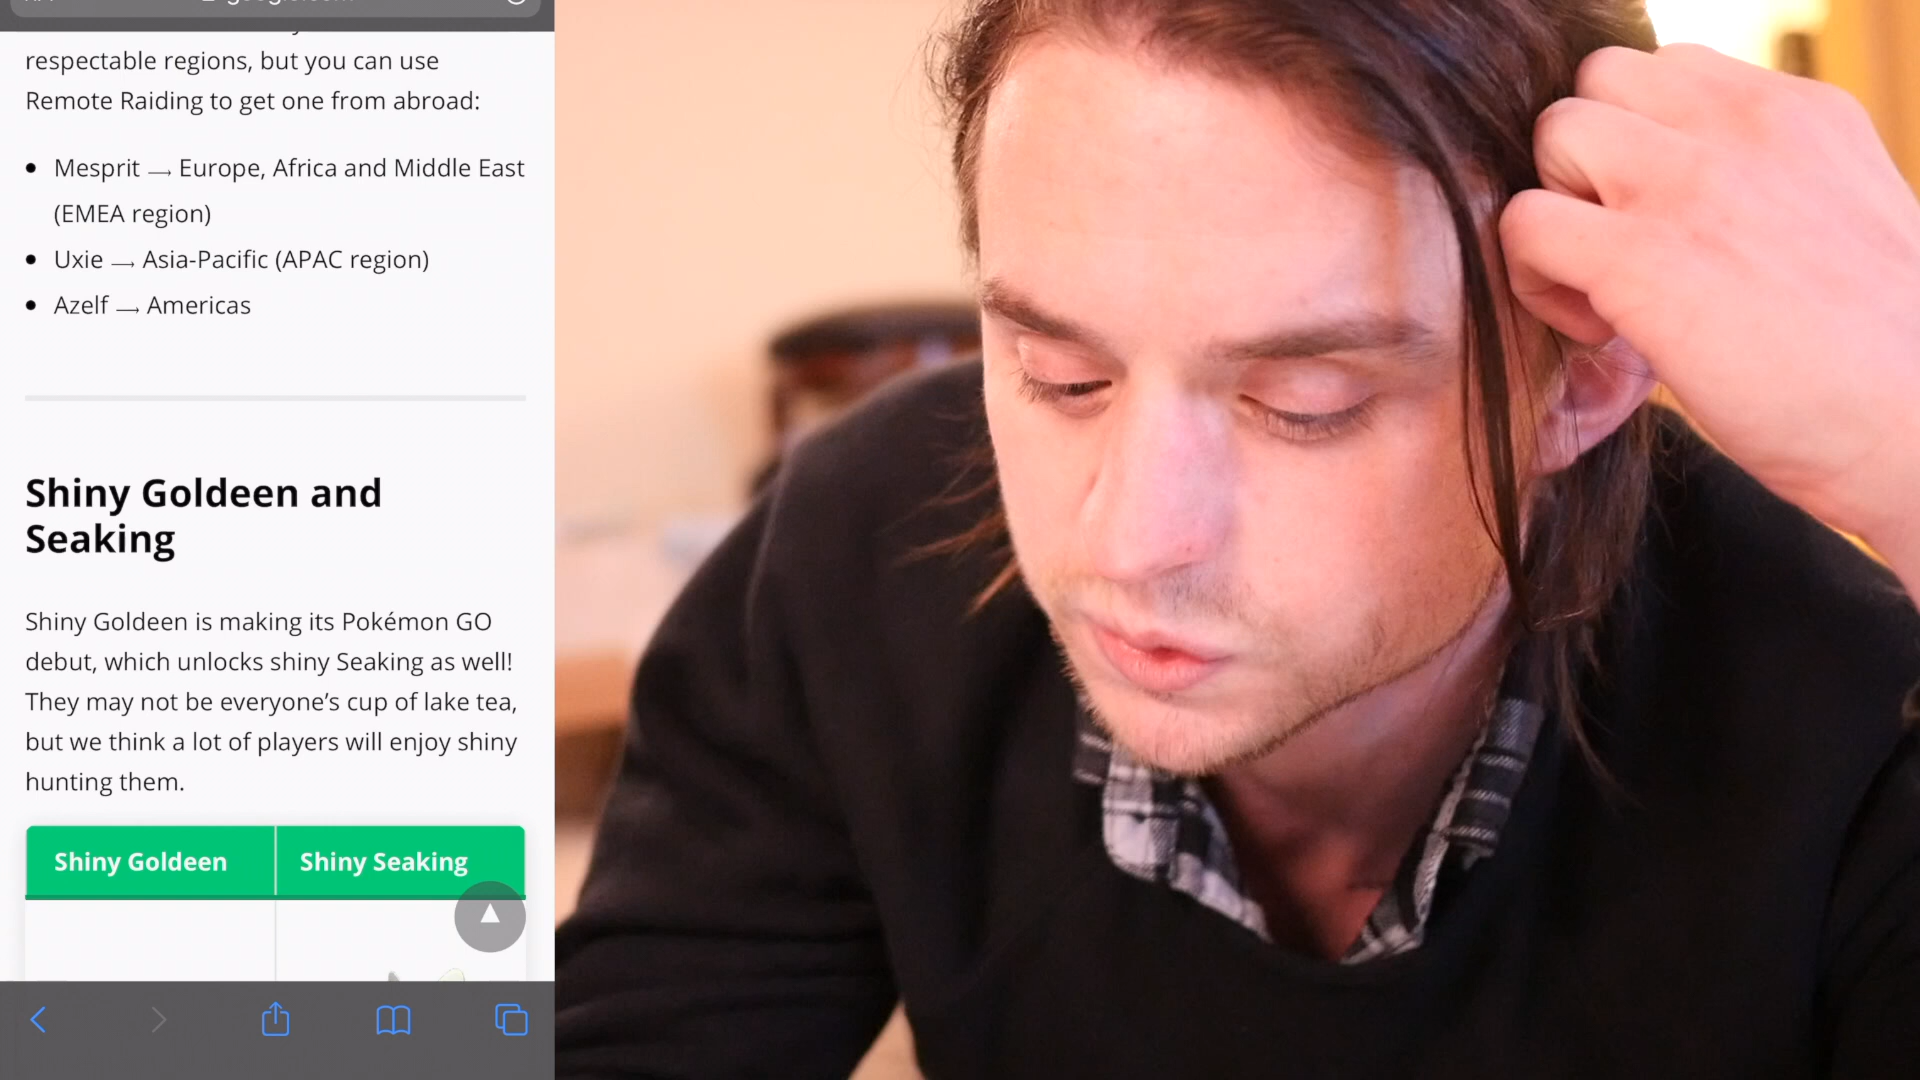 respectable regions, but you can use
Remote Raiding to get one from abroad:
• Mesprit → Europe, Africa and Middle East
(EMEA region)
• Uxie → Asia-Pacific (APAC region)
• Azelf → Americas
Shiny Goldeen and
Seaking
Shiny Goldeen is making its Pokémon GO
debut, which unlocks shiny Seaking as well!
They may not be everyone’s cup of lake tea,
but we think a lot of players will enjoy shiny
hunting them.
Shiny Goldeen Shiny Seaking